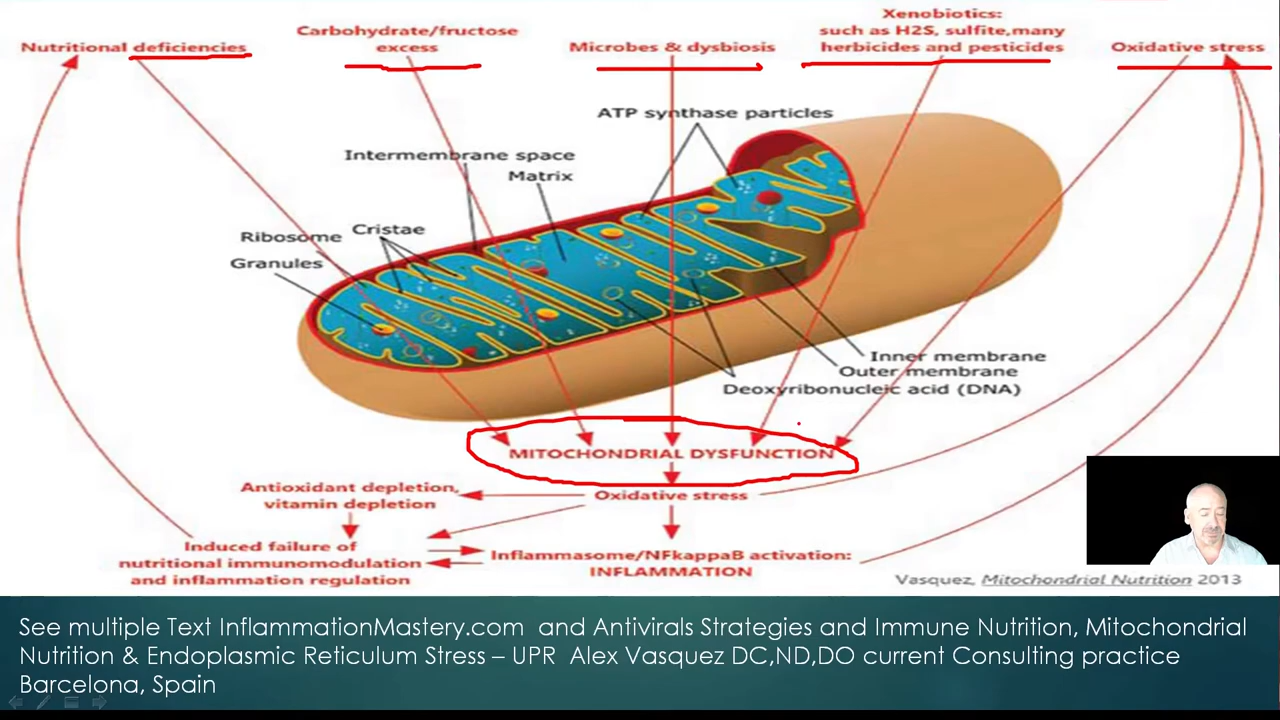 Xenobiotics:
such as H2S, sulfite,many
herbicides and pesticides
Carbohydrate/fructose
excess
Nutritional deficiencies
Microbes & dysbiosis
Oxidative stress
ATP synthase particles
Intermembrane space
Matrix
Cristae
Ribosome
Granules
Inner membrane
Outer membrane
Deoxyribonucleic acid (DNA)
MITOCHONDRIAL DYSFUNCTION
Antioxidant depletion,
vitamin depletion
Oxidative stress
Induced failure of
nutritional immunomodulation
and inflammation regulation
Inflammasome/NFkappaB activation:
INFLAMMATION
Vasquez, Mitochondrial Nutrition 2013
See multiple Text InflammationMastery.com and Antivirals Strategies and Immune Nutrition, Mitochondrial
Nutrition & Endoplasmic Reticulum Stress – UPR Alex Vasquez DC,ND,DO current Consulting practice
Barcelona, Spain